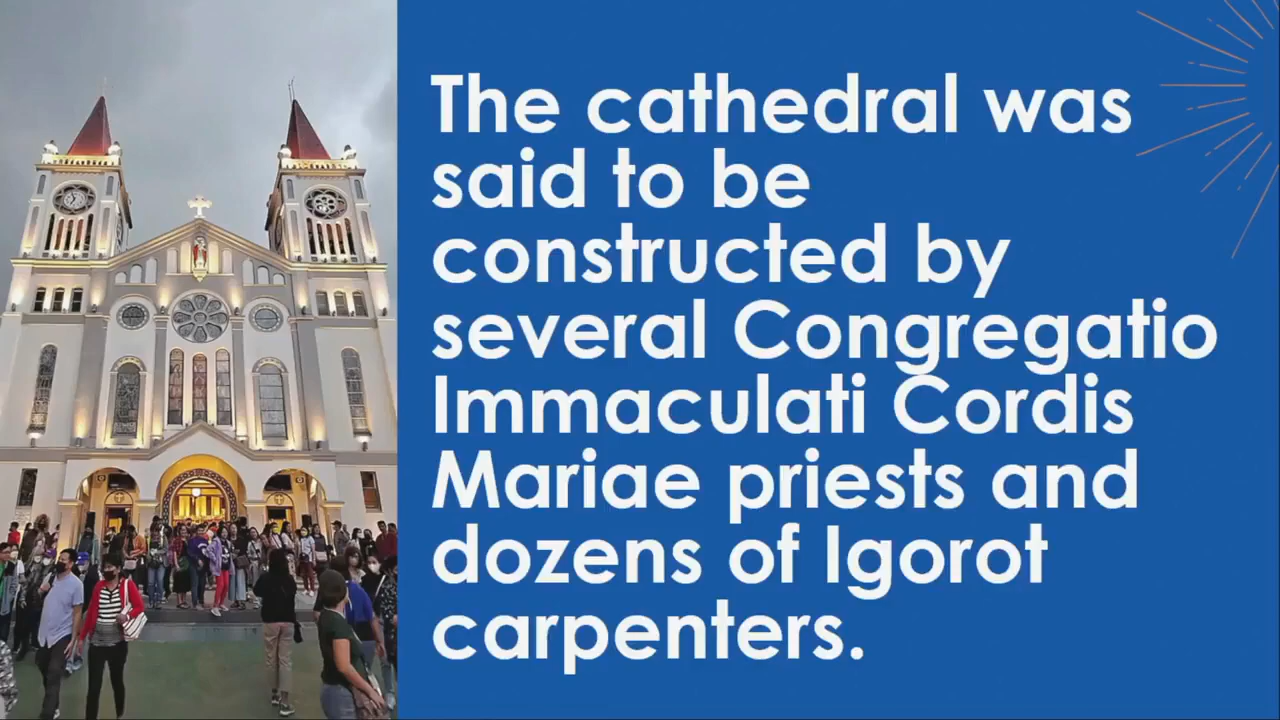 The cathedral was
said to be
constructed by
several Congregatio
Immaculati Cordis
Mariae priests and
dozens of Igorot
carpenters.